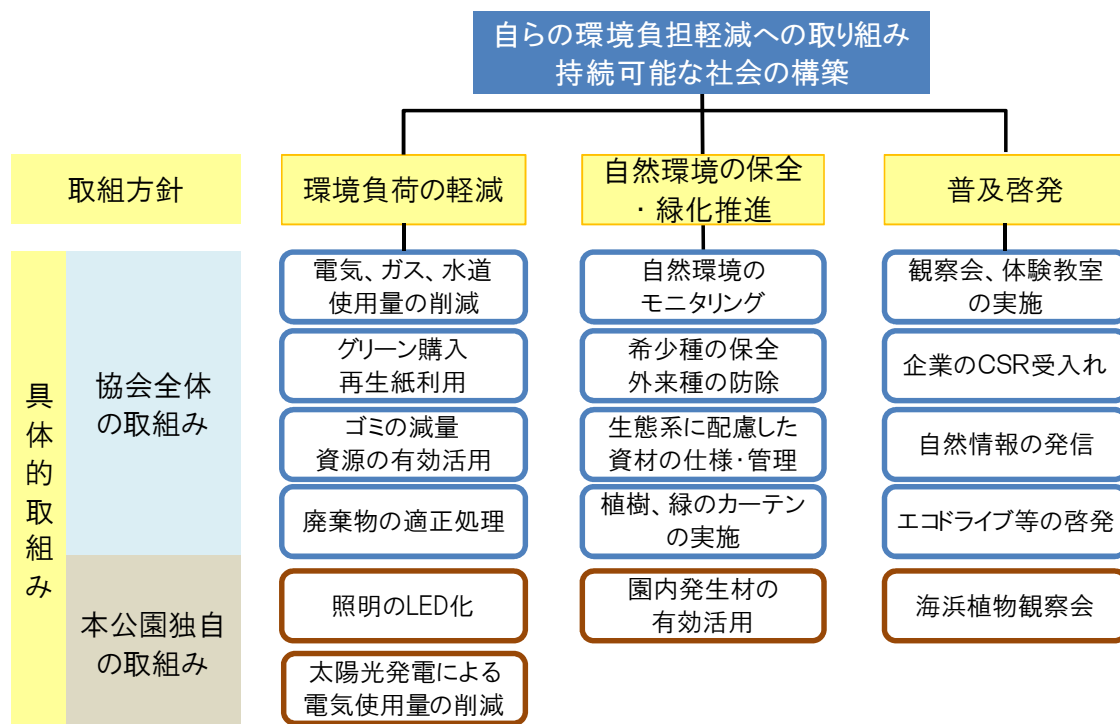 自らの環境負担軽減への取り組み
持続可能な社会の構築
取組方針
環境負荷の軽減
自然環境の保全
・緑化推進
普及啓発
具体的取組み
協会全体
の取組み
電気、ガス、水道
使用量の削減
自然環境の
モニタリング
観察会、体験教室
の実施
グリーン購入
再生紙利用
希少種の保全
外来種の防除
企業のCSR受入れ
ゴミの減量
資源の有効活用
生態系に配慮した
資材の仕様・管理
自然情報の発信
廃棄物の適正処理
植樹、緑のカーテン
の実施
エコドライブ等の啓発
本公園独自
の取組み
照明のLED化
園内発生材の
有効活用
海浜植物観察会
太陽光発電による
電気使用量の削減